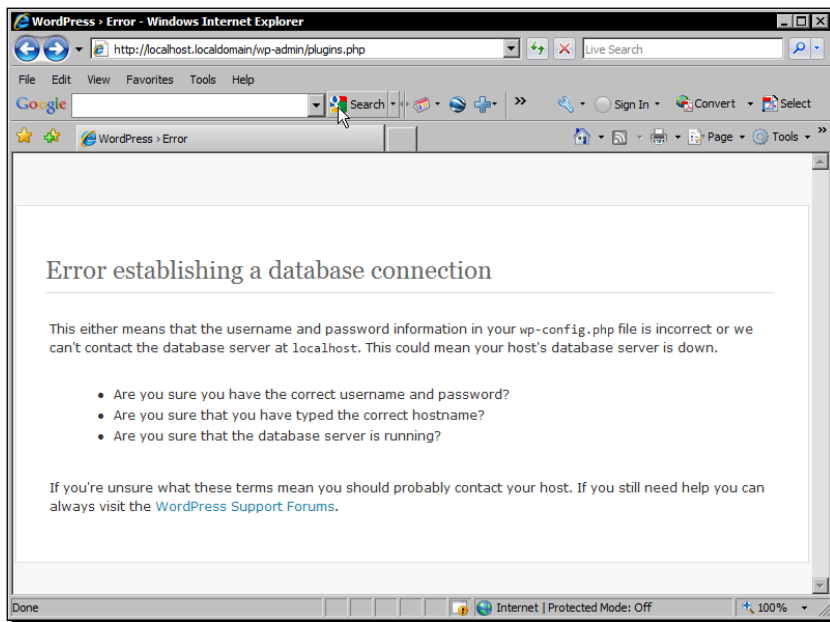 WordPress › Error - Windows Internet Explorer
http://localhost.localdomain/wp-admin/plugins.php
Live Search
File Edit View Favorites Tools Help
Google Search » Sign In Convert Select
WordPress › Error Page Tools »
Error establishing a database connection
This either means that the username and password information in your wp-config.php file is incorrect or we
can't contact the database server at localhost. This could mean your host's database server is down.
• Are you sure you have the correct username and password?
• Are you sure that you have typed the correct hostname?
• Are you sure that the database server is running?
If you're unsure what these terms mean you should probably contact your host. If you still need help you can
always visit the WordPress Support Forums.
Done Internet | Protected Mode: Off 100%